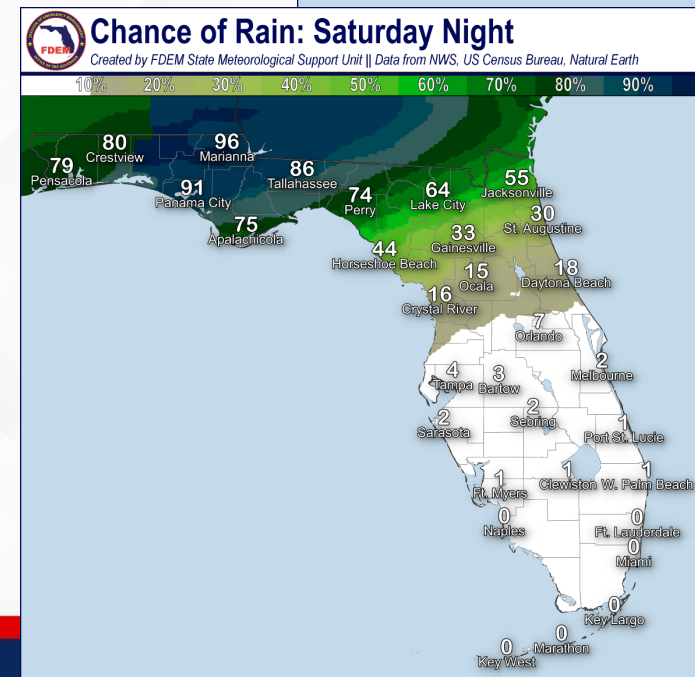 Chance of Rain: Saturday Night
Created by FDEM State Meteorological Support Unit || Data from NWS, US Census Bureau, Natural Earth
FDEM
10% 20% 30% 40% 50% 60% 70% 80% 90%
79
Pensacola
80
Crestview
96
Marianna
91
Panama City
86
Tallahassee
75
Apalachicola
74
Perry
64
Lake City
55
Jacksonville
30
St. Augustine
33
Gainesville
44
Horseshoe Beach
15
Ocala
18
Daytona Beach
16
Crystal River
7
Orlando
4
Tampa
3
Bartow
2
Melbourne
2
Sarasota
2
Sebring
1
Port St. Lucie
1
Ft. Myers
1
Clewiston
1
W. Palm Beach
0
Naples
0
Ft. Lauderdale
0
Miami
0
Key Largo
0
Marathon
0
Key West